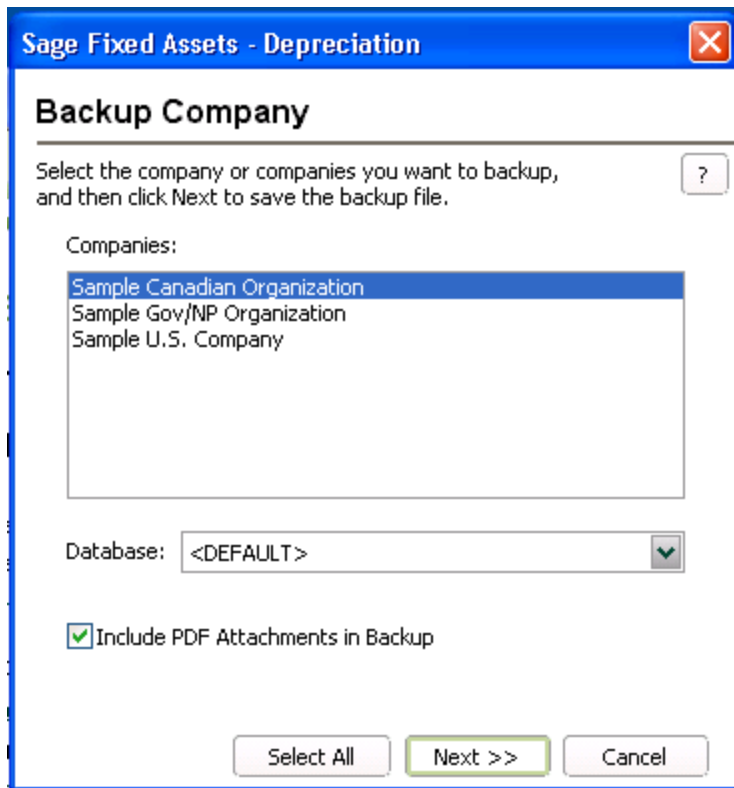 Sage Fixed Assets - Depreciation
Backup Company
Select the company or companies you want to backup,
and then click Next to save the backup file.
?
Companies:
Sample Canadian Organization
Sample Gov/NP Organization
Sample U.S. Company
Database: <DEFAULT>
Include PDF Attachments in Backup
Select All Next >> Cancel